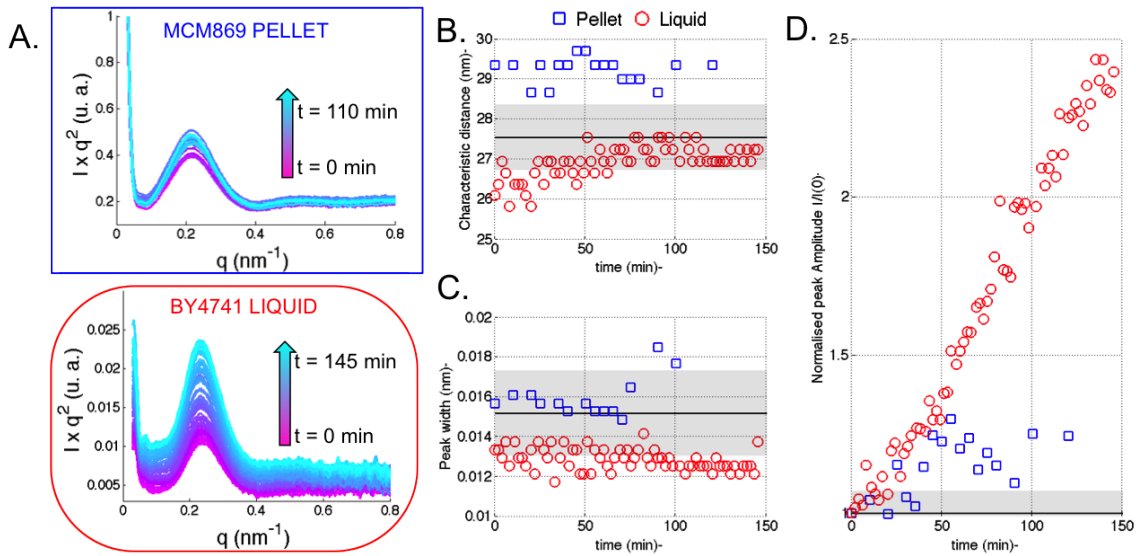 A.
MCM869 PELLET
I x q² (u. a.)
1
0.8
0.6
0.4
0.2
t = 110 min
t = 0 min
0
0.2
0.4
0.6
0.8
q (nm⁻¹)
BY4741 LIQUID
I x q² (u. a.)
0.025
0.02
0.015
0.01
0.005
t = 145 min
t = 0 min
0
0.2
0.4
0.6
0.8
q (nm⁻¹)
Pellet Liquid
B.
Characteristic distance (nm)-
30
29
28
27
26
25
0
50
100
150
time (min)-
C.
Peak width (nm)-
0.02
0.018
0.016
0.014
0.012
0.01
0
50
100
150
time (min)-
D.
Normalised peak Amplitude I/I(0)-
2.5
2
1.5
1
0
50
100
150
time (min)-